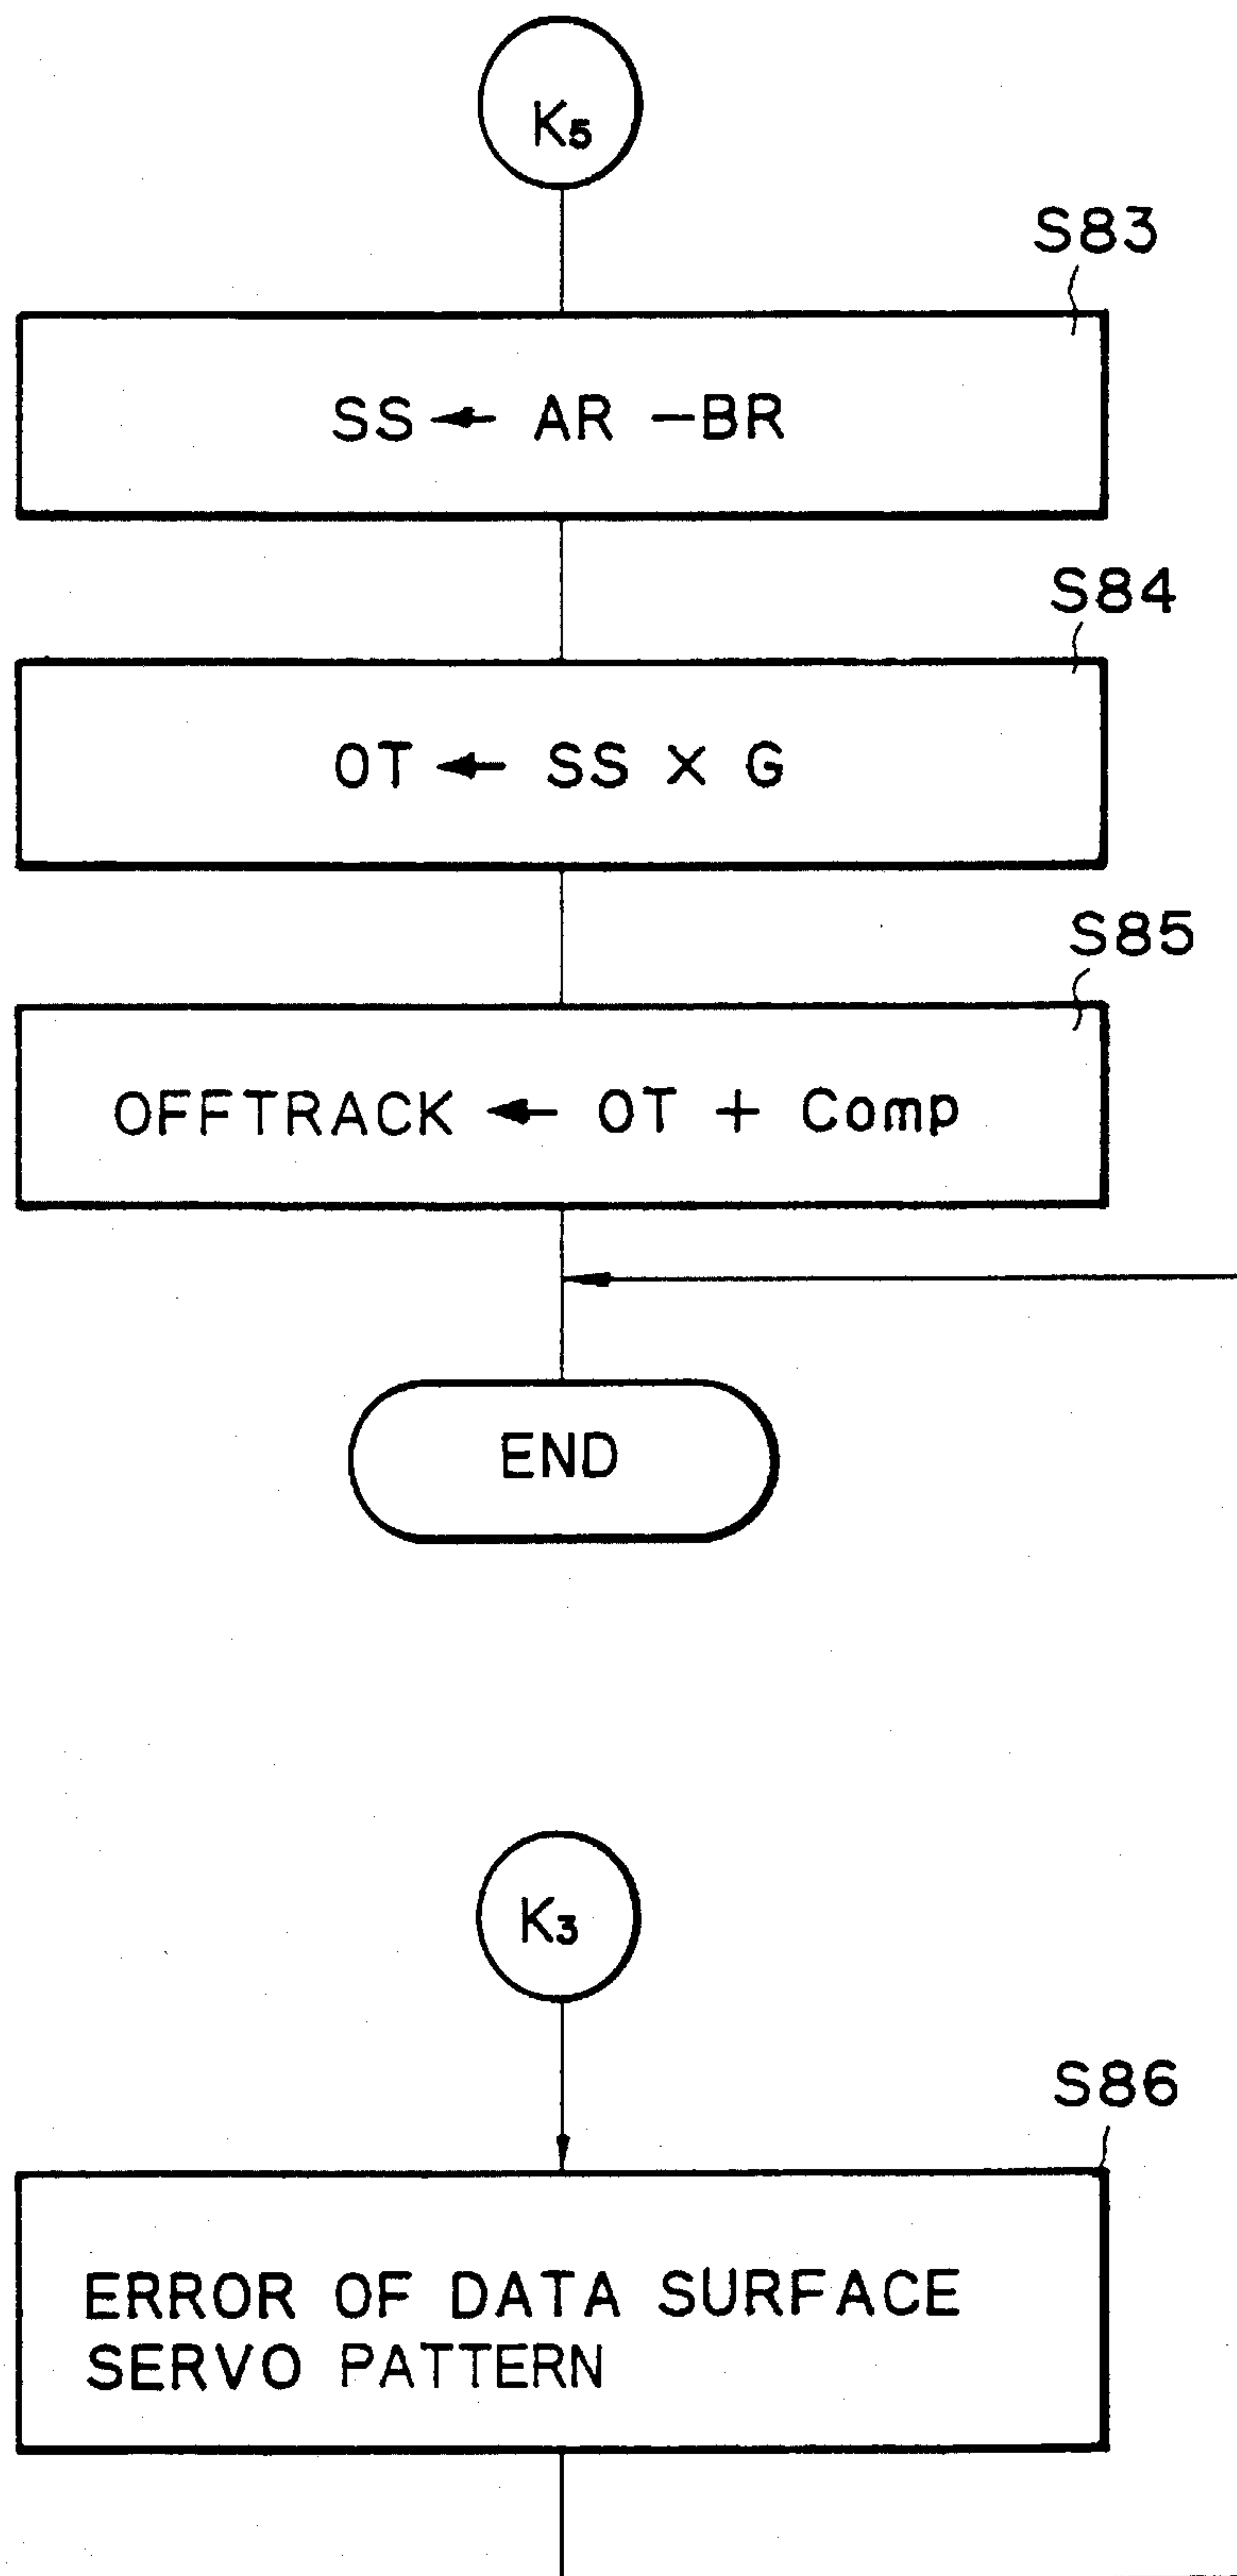 K5
S83
SS ← AR -BR
S84
OT ← SS × G
S85
OFFTRACK ← OT + Comp
END
K3
S86
ERROR OF DATA SURFACE
SERVO PATTERN